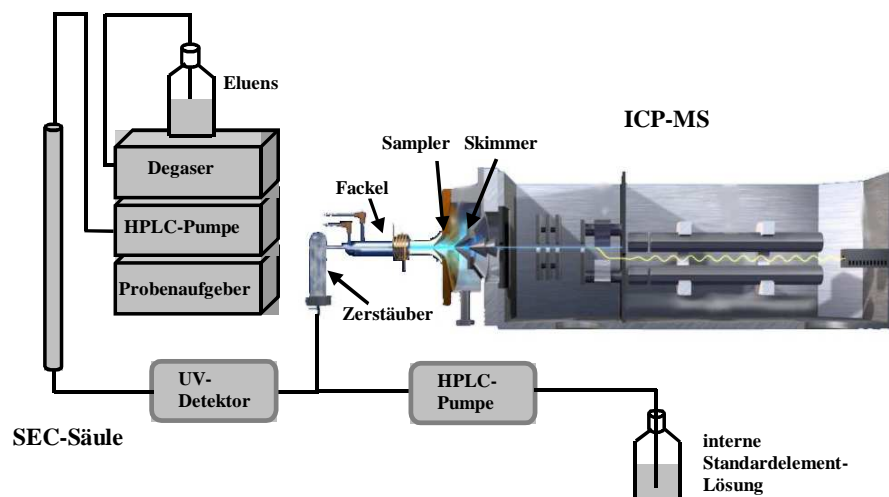 Eluens
ICP-MS
Sampler
Skimmer
Degaser
Fackel
HPLC-Pumpe
Probenaufgeber
Zerstäuber
UV-
Detektor
HPLC-
Pumpe
SEC-Säule
interne
Standardelement-
Lösung